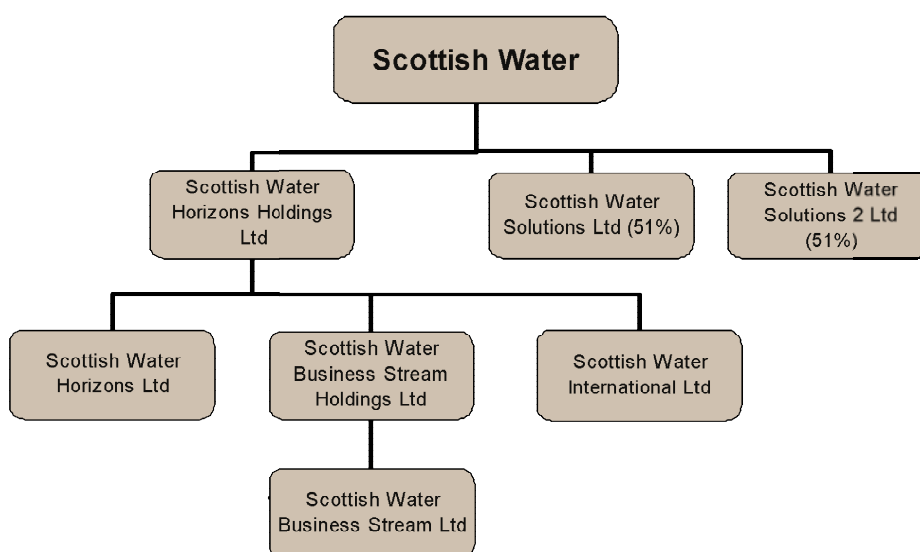 Scottish Water
Scottish Water
Horizons Holdings
Ltd
Scottish Water
Solutions Ltd (51%)
Scottish Water
Solutions 2 Ltd
(51%)
Scottish Water
Horizons Ltd
Scottish Water
Business Stream
Holdings Ltd
Scottish Water
International Ltd
Scottish Water
Business Stream Ltd